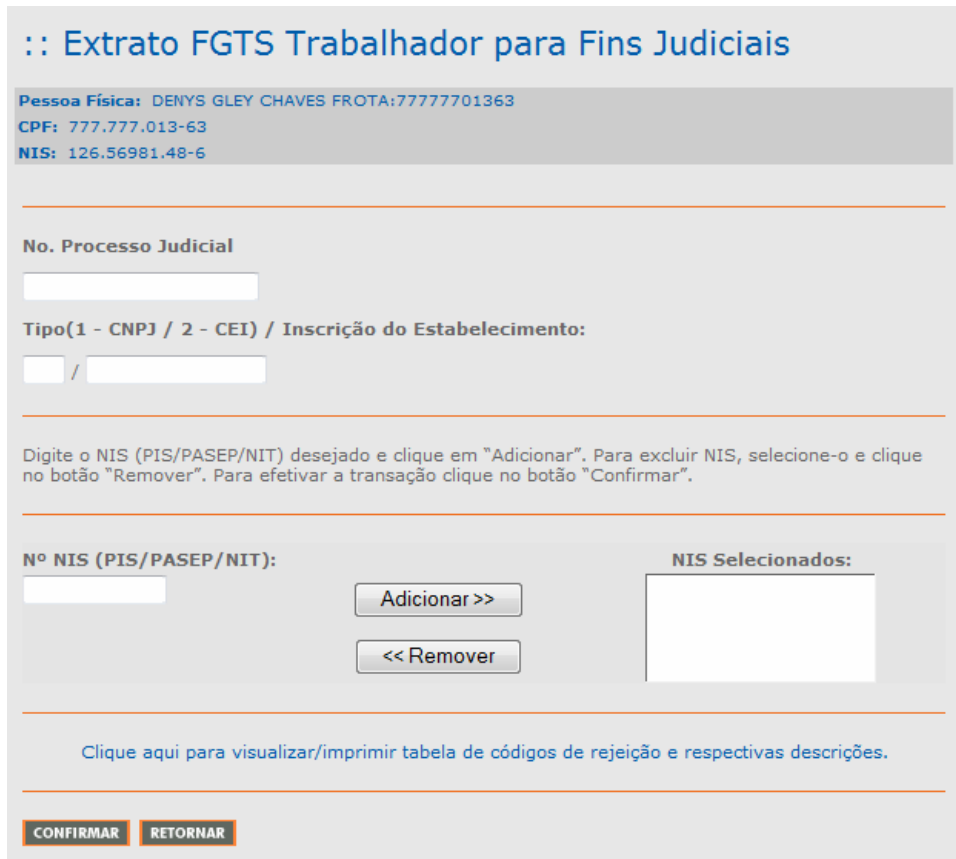 :: Extrato FGTS Trabalhador para Fins Judiciais
Pessoa Física: DENYS GLEY CHAVES FROTA:77777701363
CPF: 777.777.013-63
NIS: 126.56981.48-6
No. Processo Judicial
Tipo(1 - CNPJ / 2 - CEI) / Inscrição do Estabelecimento:
/
Digite o NIS (PIS/PASEP/NIT) desejado e clique em “Adicionar”. Para excluir NIS, selecione-o e clique
no botão “Remover”. Para efetivar a transação clique no botão “Confirmar”.
Nº NIS (PIS/PASEP/NIT):
NIS Selecionados:
Adicionar >>
<< Remover
Clique aqui para visualizar/imprimir tabela de códigos de rejeição e respectivas descrições.
CONFIRMAR RETORNAR